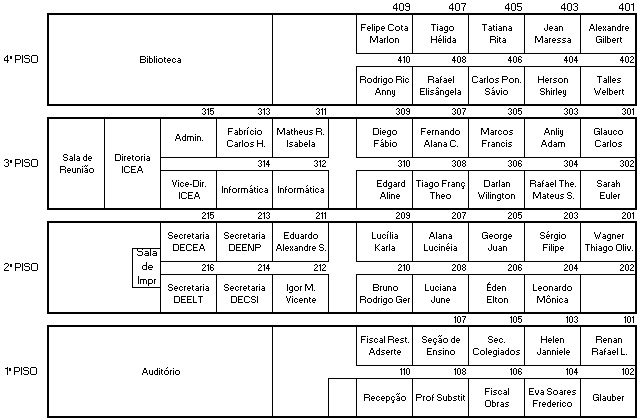 409 407 405 403 401
Felipe Cota Tiago Tatiana Jean Alexandre
Marlon Hélida Rita Maressa Gilbert
4º PISO Biblioteca 410 408 406 404 402
Rodrigo Ric Rafael Carlos Pon. Herson Talles
Anny Elisângela Sávio Shirley Welbert
315 313 311 309 307 305 303 301
Admin. Fabrício Matheus R. Diego Fernando Marcos Anliy Glauco
Carlos H. Isabela Fábio Alana C. Francis Adam Carlos
3º PISO Sala de Diretoria 314 312 310 308 306 304 302
Reunião ICEA
Vice-Dir. Informática Informática Edgard Tiago Franç Darlan Rafael The. Sarah
ICEA Aline Theo Wilington Mateus S. Euler
215 213 211 209 207 205 203 201
Secretaria Secretaria Eduardo Lucília Alana George Sérgio Wagner
DECEA DEENP Alexandre S. Karla Lucinéia Juan Filipe Thiago Oliv.
2º PISO Sala 216 214 212 210 208 206 204 202
de
Impr
Secretaria Secretaria Igor M. Bruno Luciana Éden Leonardo
DEELT DECSI Vicente Rodrigo Ger June Elton Mônica
107 105 103 101
Fiscal Rest. Seção de Sec. Helen Renan
Adserte Ensino Colegiados Janniele Rafael L.
1º PISO Auditório 110 108 106 104 102
Recepção Prof Substit Fiscal Eva Soares Glauber
Obras Frederico